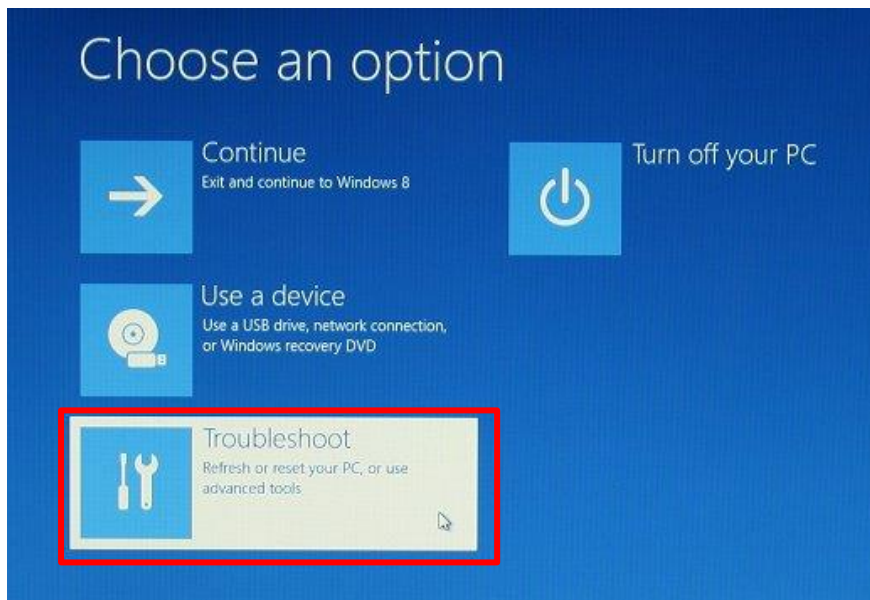 Choose an option
Continue
Exit and continue to Windows 8
Turn off your PC
Use a device
Use a USB drive, network connection,
or Windows recovery DVD
Troubleshoot
Refresh or reset your PC, or use
advanced tools